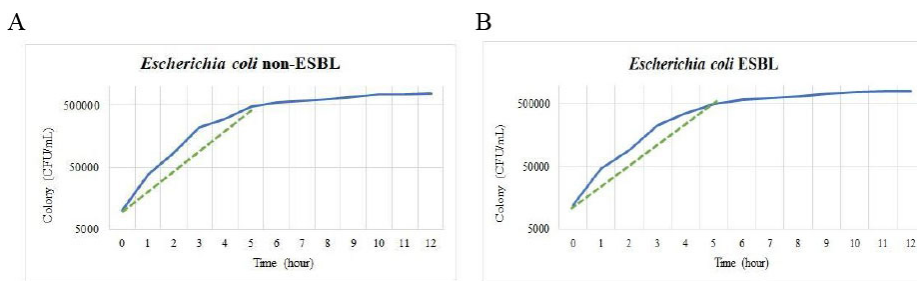 A
Escherichia coli non-ESBL
500000
50000
5000
Colony (CFU/mL)
0 1 2 3 4 5 6 7 8 9 10 11 12
Time (hour)
B
Escherichia coli ESBL
500000
50000
5000
Colony (CFU/mL)
0 1 2 3 4 5 6 7 8 9 10 11 12
Time (hour)